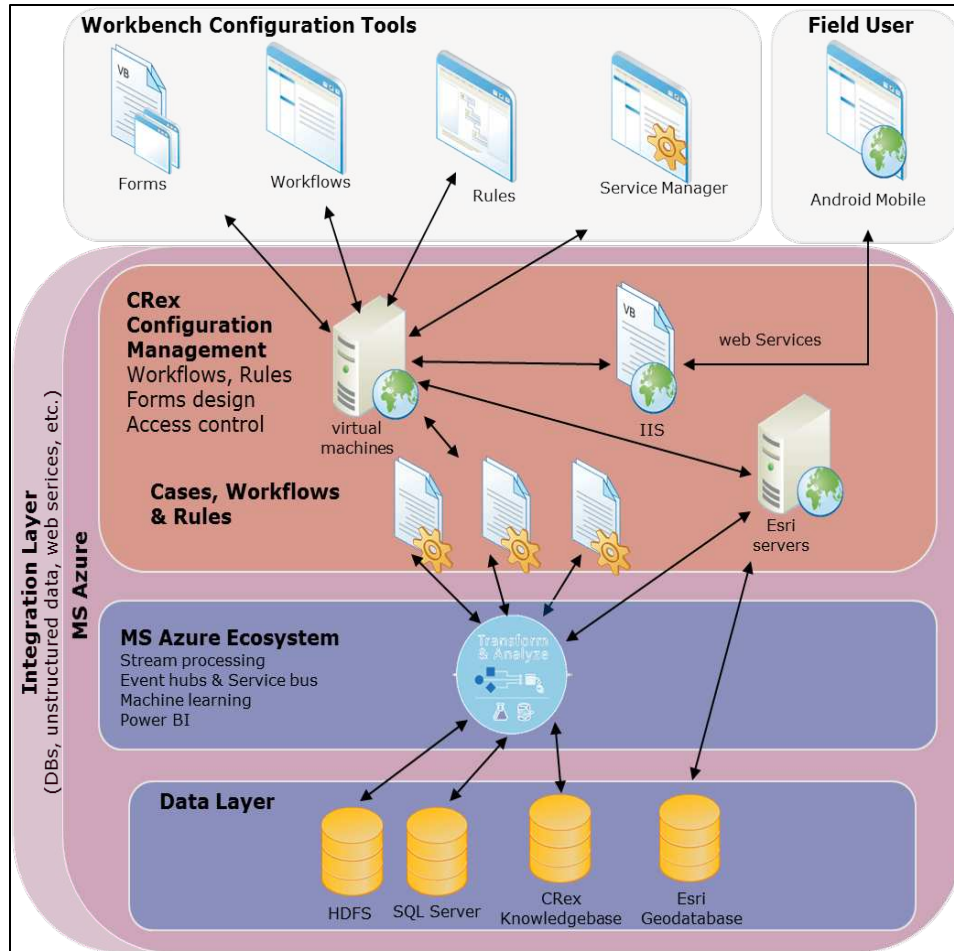 Workbench Configuration Tools
Field User
VB
Forms
Workflows
Rules
Service Manager
Android Mobile
Integration Layer
(DBs, unstructured data, web serices, etc.)
MS Azure
CRex
Configuration
Management
Workflows, Rules
Forms design
Access control
virtual
machines
VB
IIS
web Services
Esri
servers
Cases, Workflows
& Rules
MS Azure Ecosystem
Stream processing
Event hubs & Service bus
Machine learning
Power BI
Transform
& Analyze
Data Layer
HDFS
SQL Server
CRex
Knowledgebase
Esri
Geodatabase